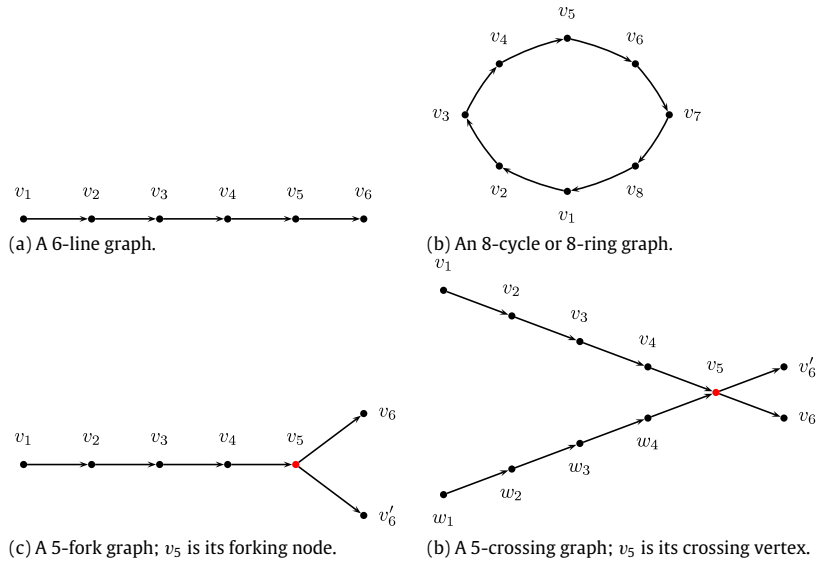 v₅
v₄ v₆
v₃ v₇
v₂ v₈
v₁
v₁ v₂ v₃ v₄ v₅ v₆
(a) A 6-line graph.
(b) An 8-cycle or 8-ring graph.
v₁
v₂
v₃
v₄
v₅
v₆′
v₆
w₄
w₃
w₂
w₁
v₆
v₁ v₂ v₃ v₄ v₅
v₆′
(c) A 5-fork graph; v₅ is its forking node.
(b) A 5-crossing graph; v₅ is its crossing vertex.